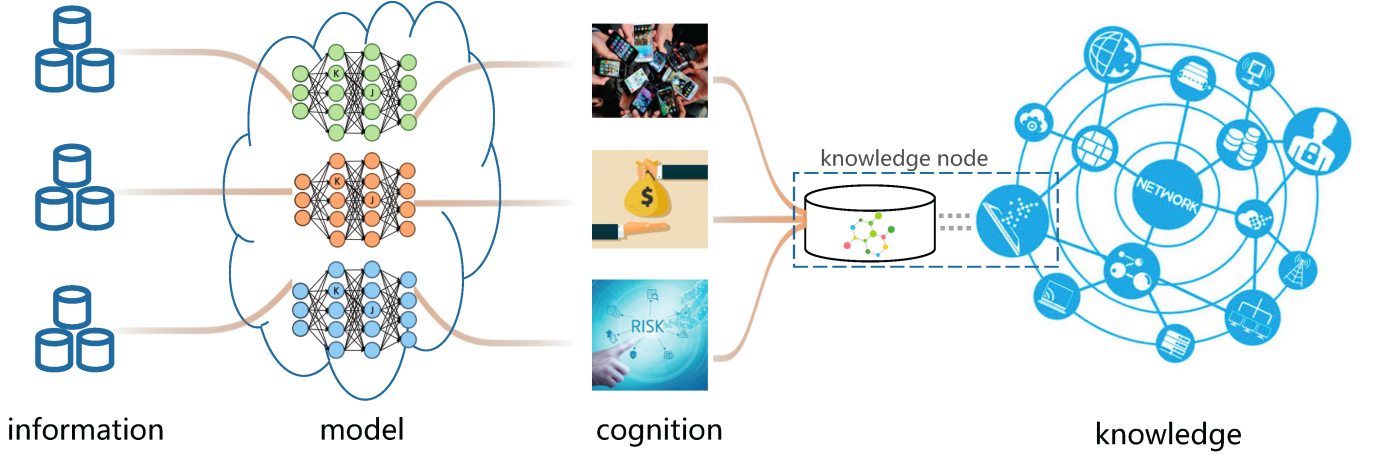 K
J
K
J
K
J
$
RISK
knowledge node
NETWORK
information
model
cognition
knowledge